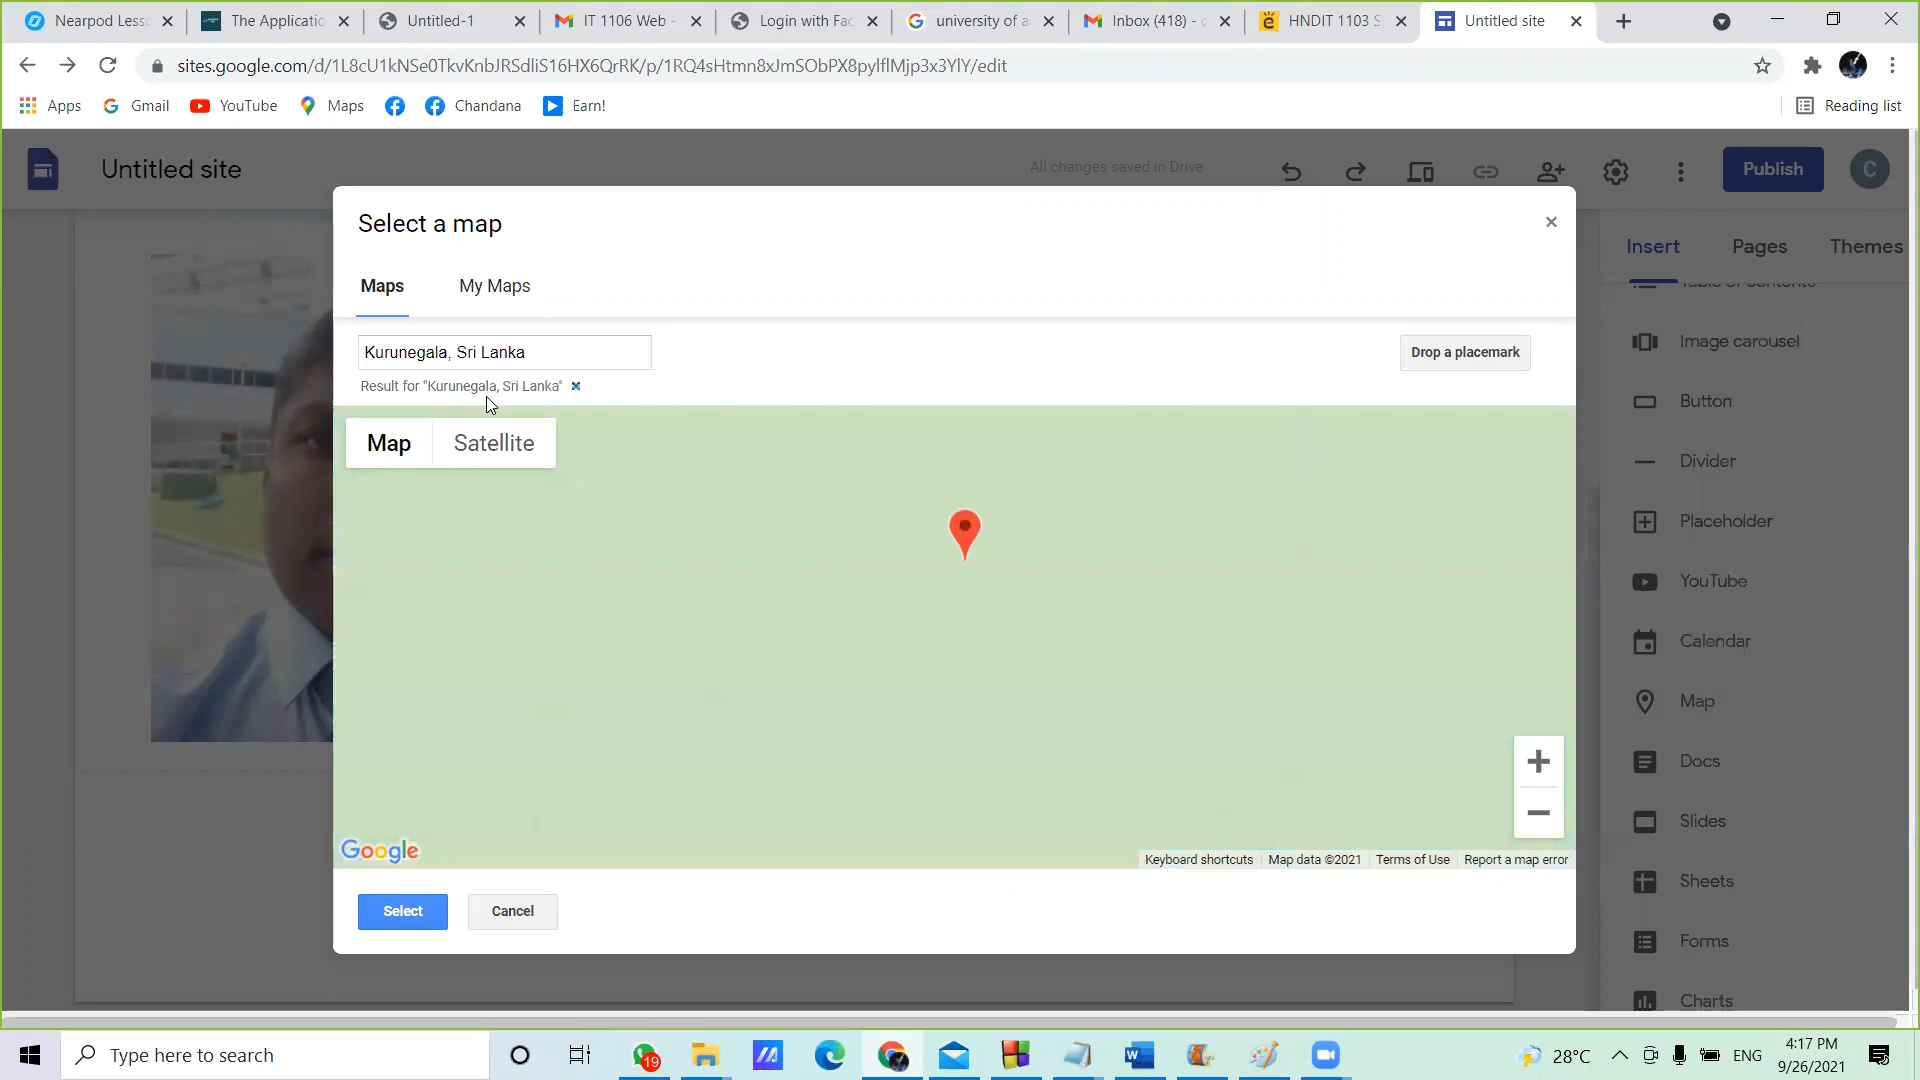 Nearpod Less
The Applicatio
Untitled-1
IT 1106 Web -
Login with Fac
university of a
Inbox (418) - c
HNDIT 1103 S
Untitled site
sites.google.com/d/1L8cU1kNSe0TkvKnbJRSdliS16HX6QrRK/p/1RQ4sHtmn8xJmSObPX8pylflMjp3x3YlY/edit
Apps
Gmail
YouTube
Maps
Chandana
Earn!
Reading list
Untitled site
All changes saved in Drive
Publish
C
Select a map
Insert
Pages
Themes
Maps
My Maps
Table of contents
Image carousel
Kurunegala, Sri Lanka
Drop a placemark
Result for "Kurunegala, Sri Lanka"
Button
Map
Satellite
Divider
Placeholder
YouTube
Calendar
Map
Docs
Slides
Google
Keyboard shortcuts
Map data ©2021
Terms of Use
Report a map error
Sheets
Select
Cancel
Forms
Charts
Type here to search
19
28°C
ENG
4:17 PM
9/26/2021